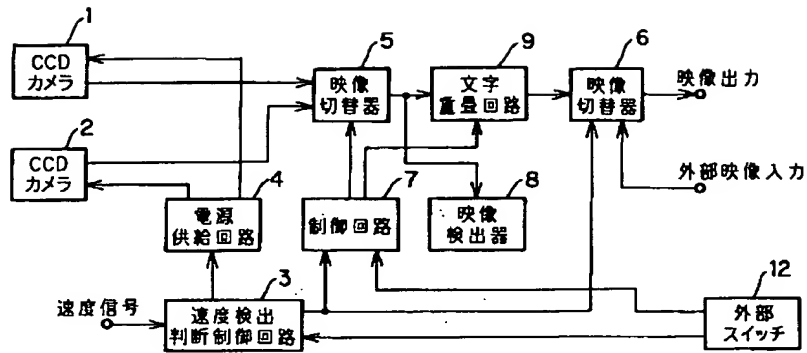 1
CCD
カメラ
2
CCD
カメラ
5
映像
切替器
9
文字
重畳回路
6
映像
切替器
映像出力
外部映像入力
4
電源
供給回路
7
制御回路
8
映像
検出器
速度信号
3
速度検出
判断制御回路
12
外部
スイッチ